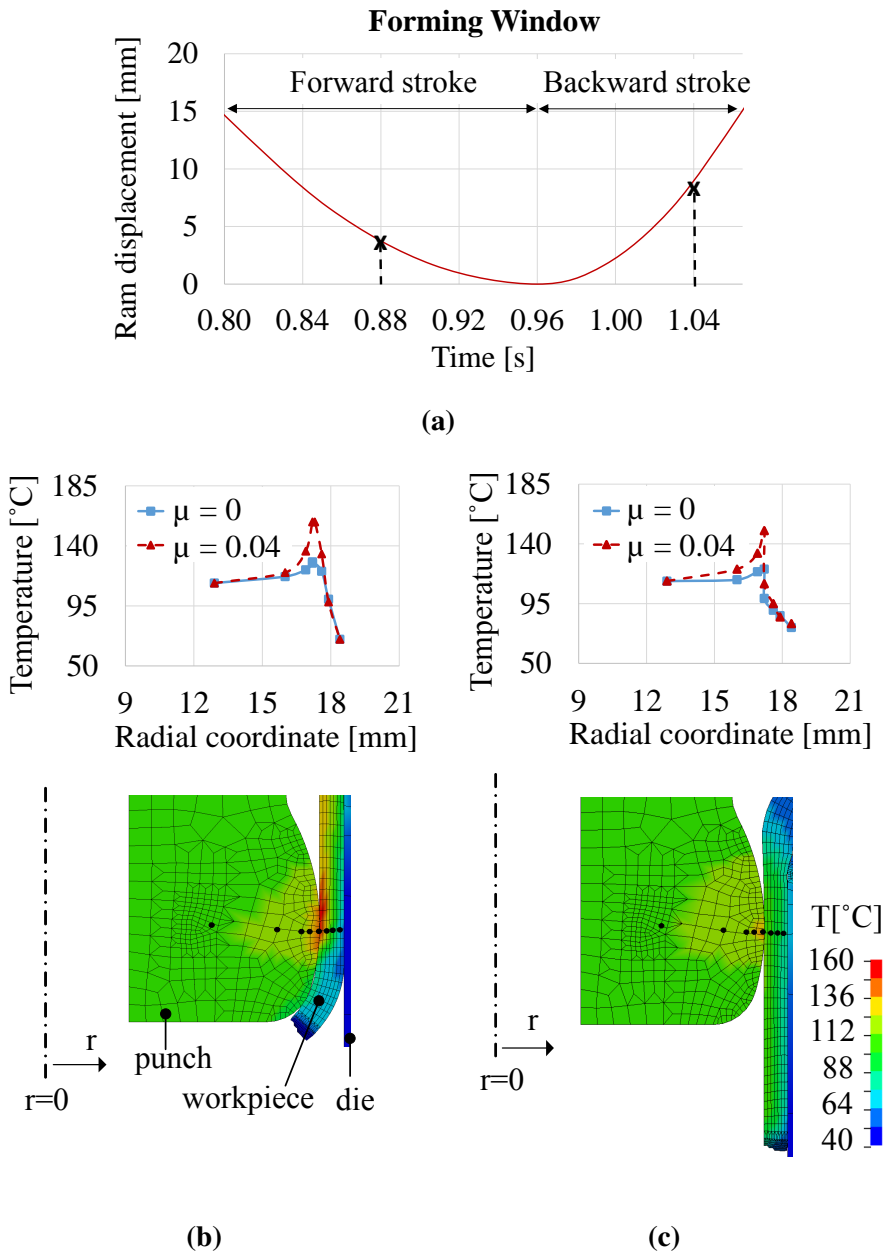 Forming Window
Ram displacement [mm]
20
15
10
5
0
Forward stroke
Backward stroke
X
X
0.80 0.84 0.88 0.92 0.96 1.00 1.04
Time [s]
(a)
Temperature [˚C]
185
140
95
50
μ = 0
μ = 0.04
9 12 15 18 21
Radial coordinate [mm]
Temperature [˚C]
185
140
95
50
μ = 0
μ = 0.04
9 12 15 18 21
Radial coordinate [mm]
r
r=0
punch
workpiece
die
r
r=0
T[˚C]
160
136
112
88
64
40
(b)
(c)